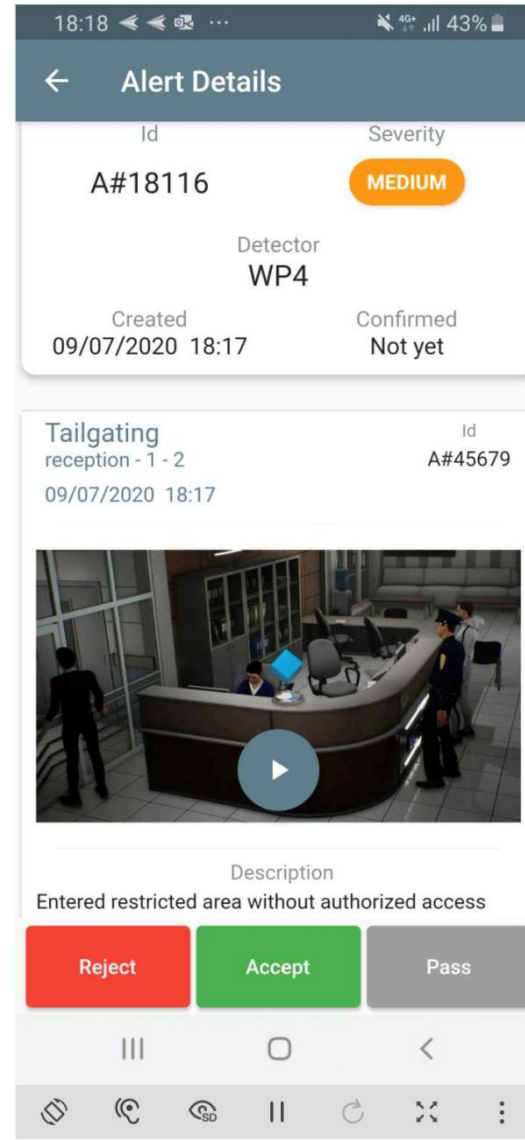 18:18 ... 4G+ 43%
Alert Details
Id Severity
A#18116 MEDIUM
Detector
WP4
Created Confirmed
09/07/2020 18:17 Not yet
Tailgating Id
reception - 1 - 2 A#45679
09/07/2020 18:17
Description
Entered restricted area without authorized access
Reject Accept Pass
SD